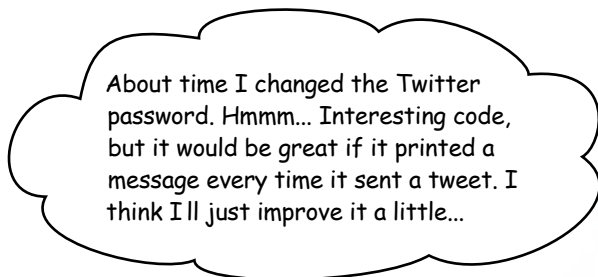 About time I changed the Twitter
password. Hmmm... Interesting code,
but it would be great if it printed a
message every time it sent a tweet. I
think I ll just improve it a little...